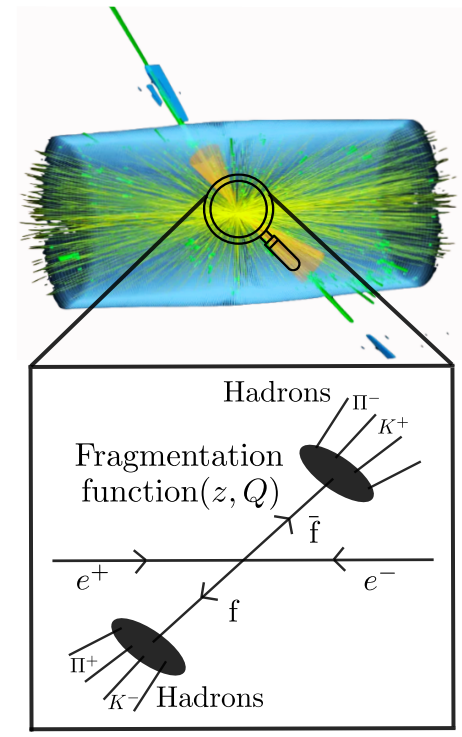 Hadrons
Π⁻
K⁺
Fragmentation
function(z, Q)
f̄
e⁺
e⁻
f
Π⁺
K⁻
Hadrons